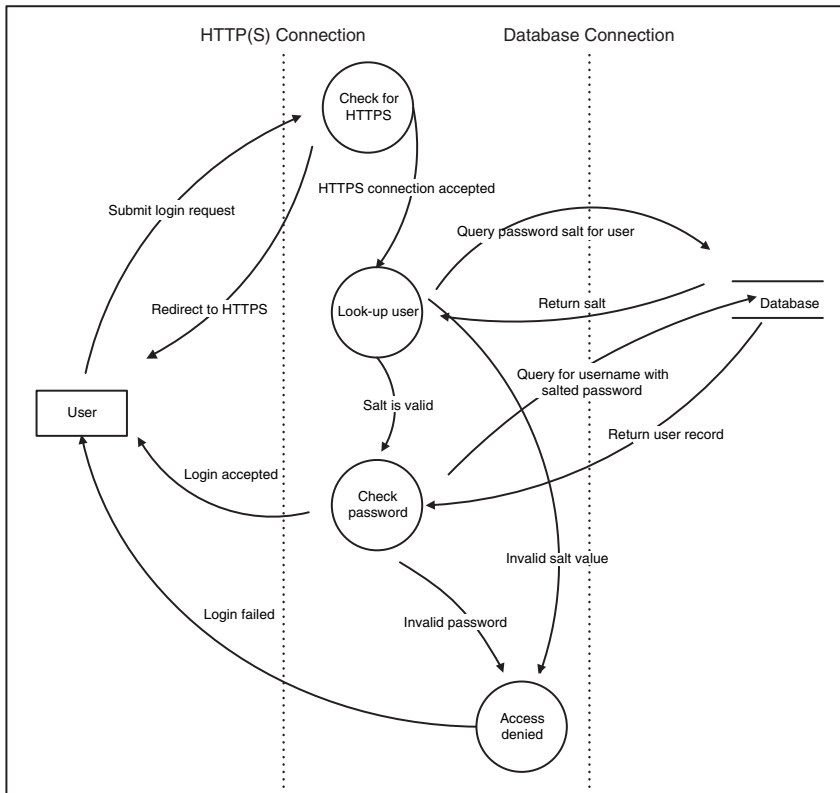 HTTP(S) Connection
Database Connection
Check for
HTTPS
HTTPS connection accepted
Submit login request
Query password salt for user
Redirect to HTTPS
Look-up user
Return salt
Database
Query for username with
salted password
Salt is valid
User
Return user record
Login accepted
Check
password
Invalid salt value
Login failed
Invalid password
Access
denied